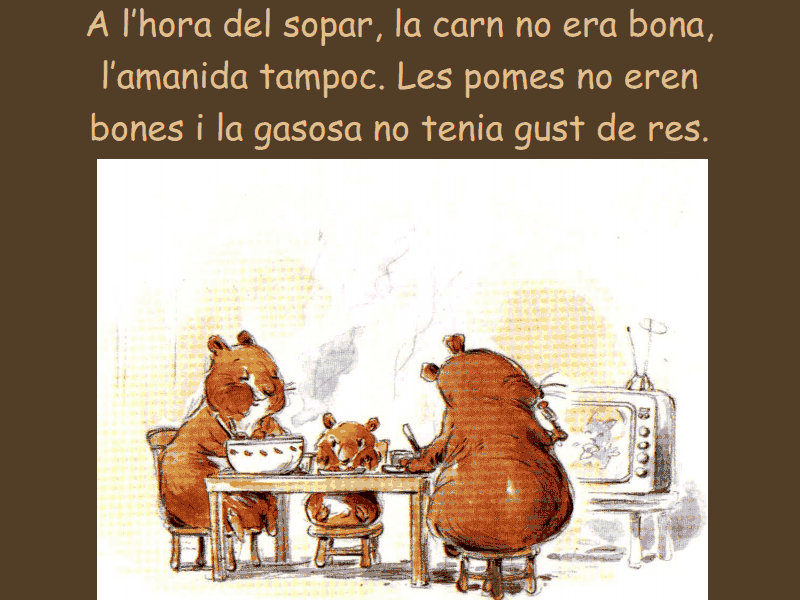 A l'hora del sopar, la carn no era bona,
l'amanida tampoc. Les pomes no eren
bones i la gasosa no tenia gust de res.